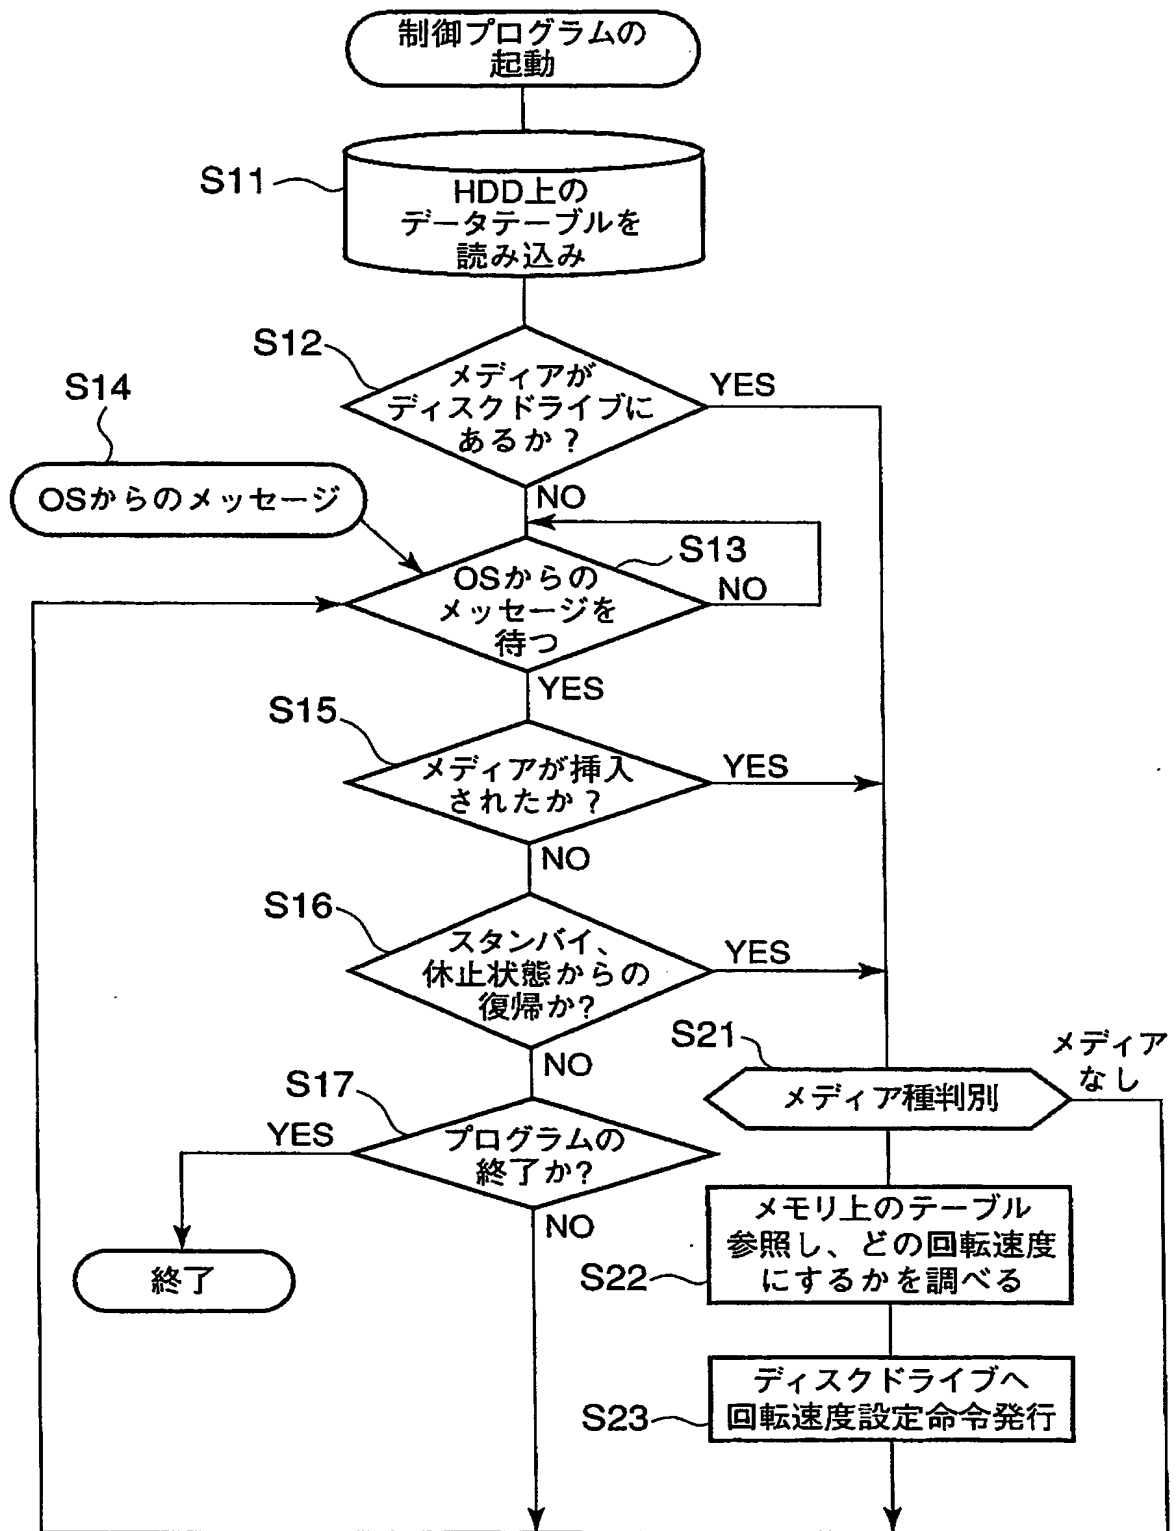 制御プログラムの
起動
S11
HDD上の
データテーブルを
読み込み
S12
メディアが
ディスクドライブに
あるか？
YES
NO
S14
OSからのメッセージ
S13
OSからの
メッセージを
待つ
NO
YES
S15
メディアが挿入
されたか？
YES
NO
S16
スタンバイ、
休止状態からの
復帰か?
YES
NO
S17
プログラムの
終了か?
YES
NO
終了
S21
メディア種判別
メディア
なし
S22
メモリ上のテーブル
参照し、どの回転速度
にするかを調べる
S23
ディスクドライブへ
回転速度設定命令発行